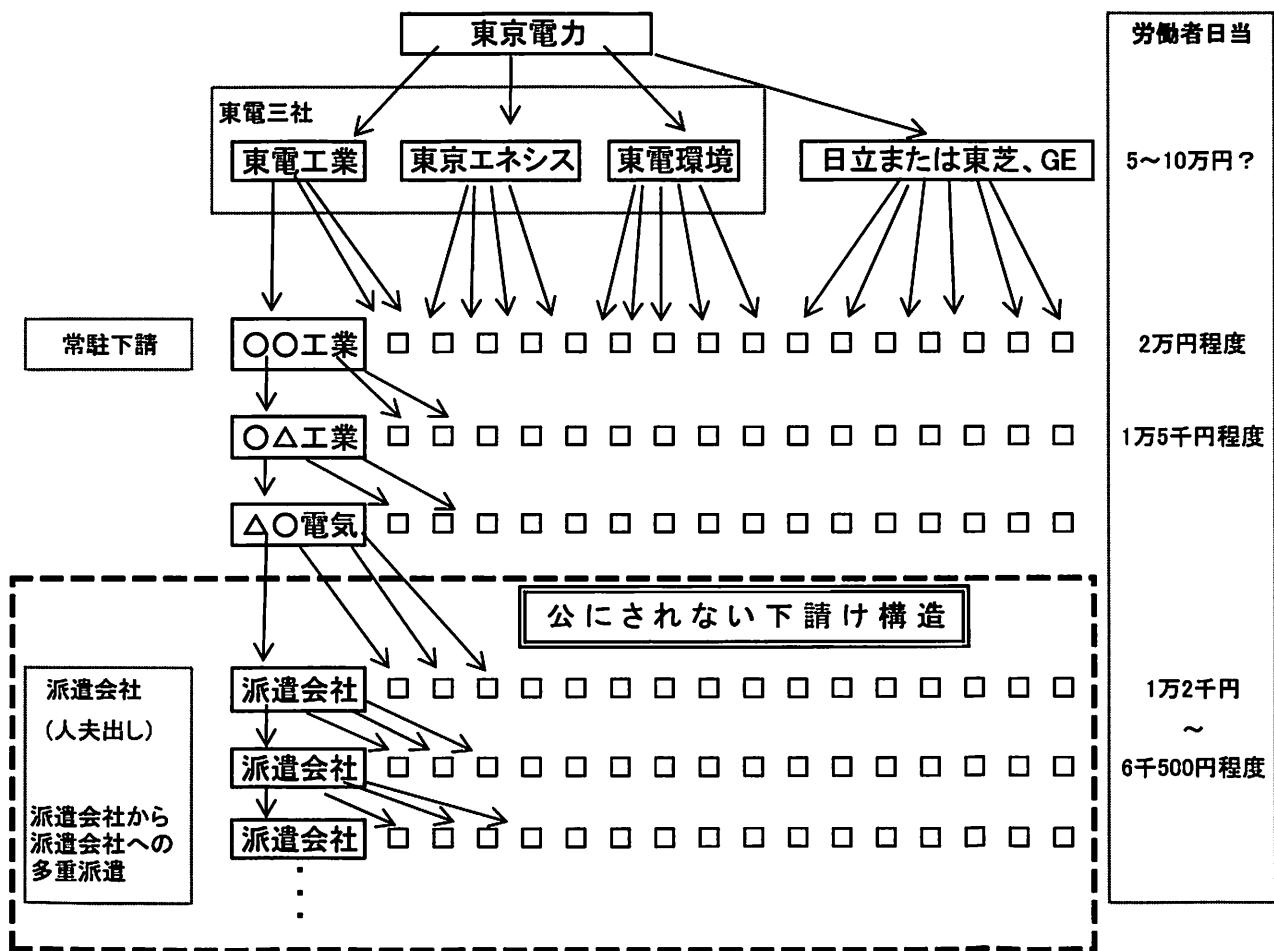 東京電力
労働者日当
東電三社
東電工業
東京エネシス
東電環境
日立または東芝、GE
5～10万円？
常駐下請
○○工業
2万円程度
○△工業
1万5千円程度
△○電気
公にされない下請け構造
派遣会社
(人夫出し)
派遣会社
1万2千円
～
派遣会社
6千500円程度
派遣会社から
派遣会社への
多重派遣
派遣会社